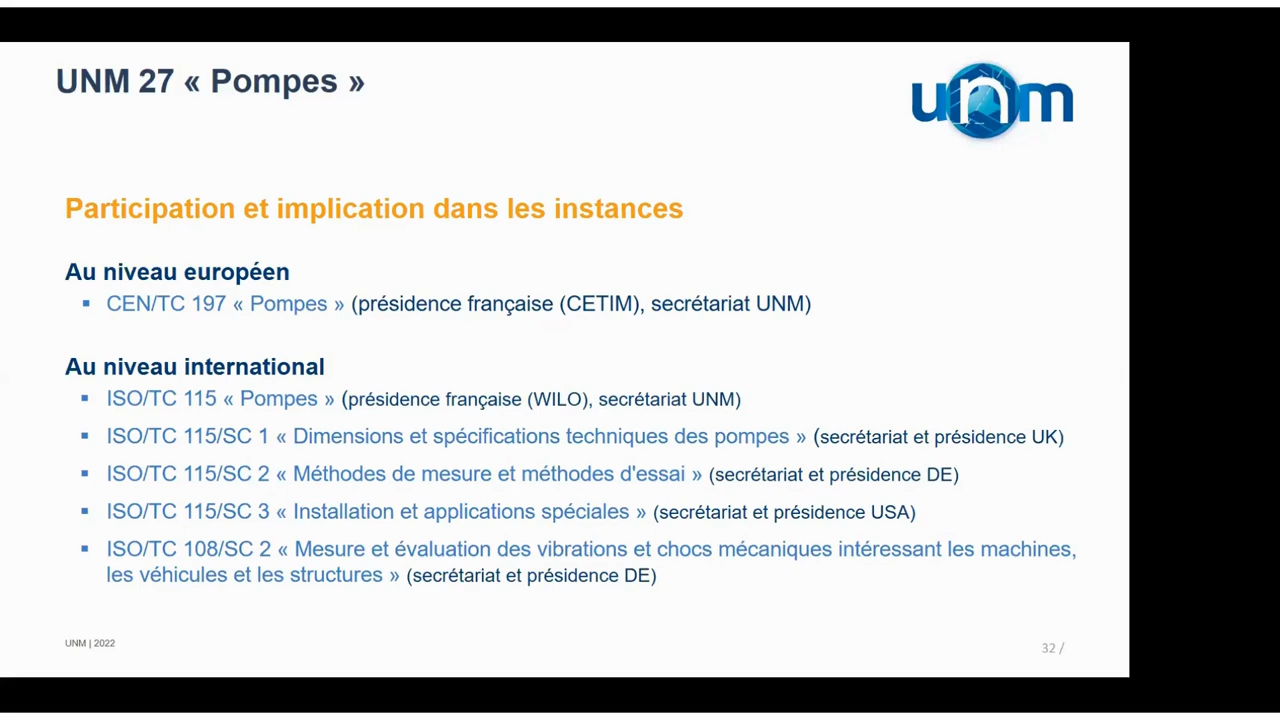 UNM 27 « Pompes »
unm
Participation et implication dans les instances
Au niveau européen
▪ CEN/TC 197 « Pompes » (présidence française (CETIM), secrétariat UNM)
Au niveau international
▪ ISO/TC 115 « Pompes » (présidence française (WILO), secrétariat UNM)
▪ ISO/TC 115/SC 1 « Dimensions et spécifications techniques des pompes » (secrétariat et présidence UK)
▪ ISO/TC 115/SC 2 « Méthodes de mesure et méthodes d'essai » (secrétariat et présidence DE)
▪ ISO/TC 115/SC 3 « Installation et applications spéciales » (secrétariat et présidence USA)
▪ ISO/TC 108/SC 2 « Mesure et évaluation des vibrations et chocs mécaniques intéressant les machines,
les véhicules et les structures » (secrétariat et présidence DE)
UNM | 2022
32 /